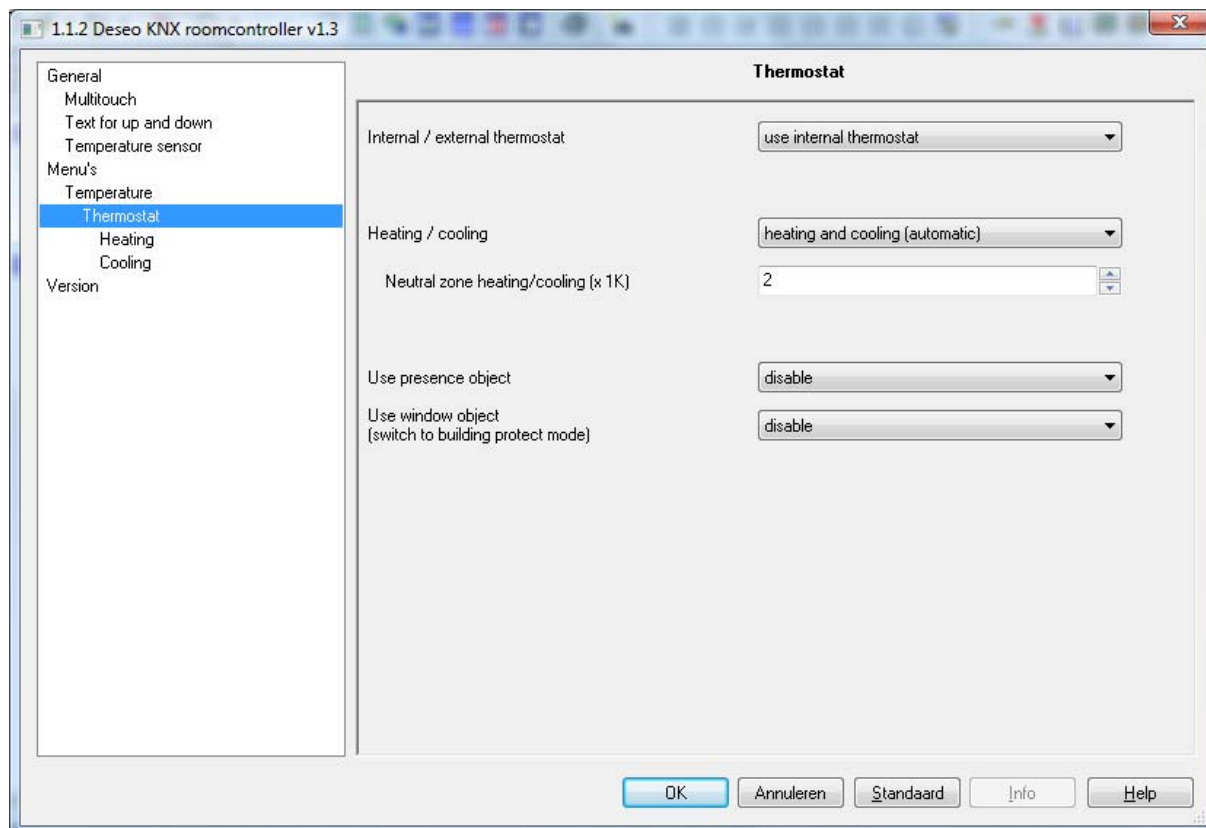 1.1.2 Deseo KNX roomcontroller v1.3
General
Multitouch
Text for up and down
Temperature sensor
Menu's
Temperature
Thermostat
Heating
Cooling
Version
Thermostat
Internal / external thermostat
use internal thermostat
Heating / cooling
heating and cooling (automatic)
Neutral zone heating/cooling (x 1K)
2
Use presence object
disable
Use window object
(switch to building protect mode)
disable
OK
Annuleren
Standaard
Info
Help